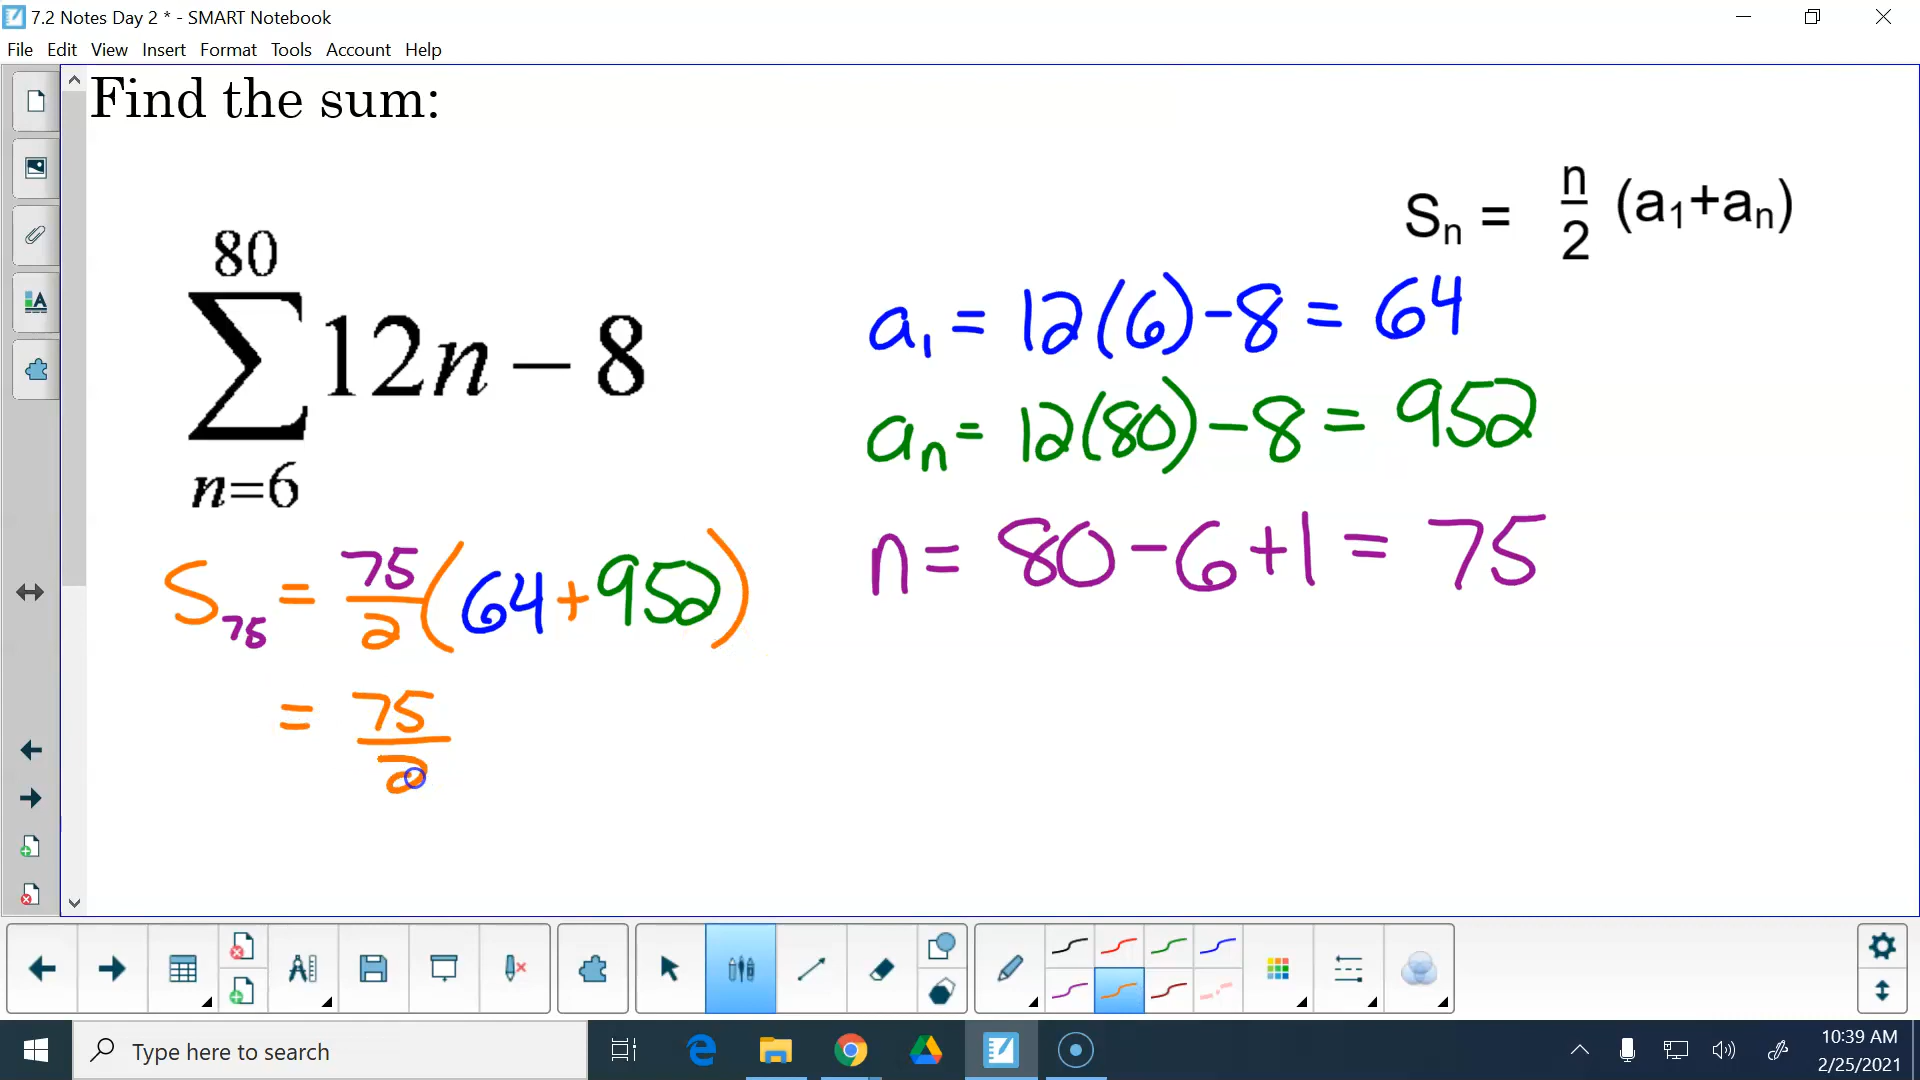 7.2 Notes Day 2 * - SMART Notebook
File Edit View Insert Format Tools Account Help
Find the sum:
80
∑ 12n – 8
n=6
Sₙ = n/2 (a₁+aₙ)
a₁ = 12(6) - 8 = 64
aₙ = 12(80) - 8 = 952
n = 80 - 6 + 1 = 75
S₇₅ = 75/2 (64 + 952)
= 75/2
Type here to search
10:39 AM
2/25/2021